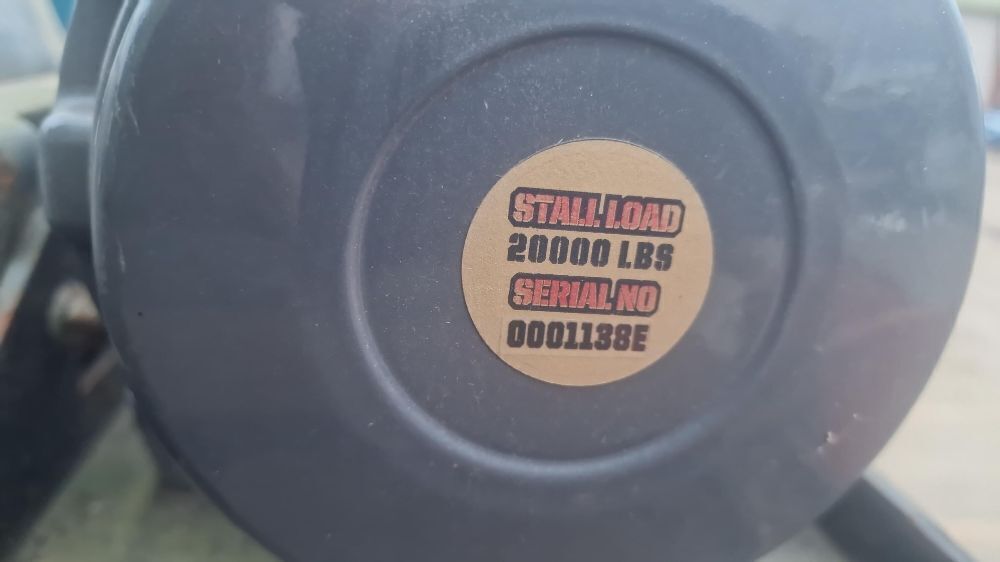 STALL LOAD
20000 LBS
SERIAL NO
0001138E